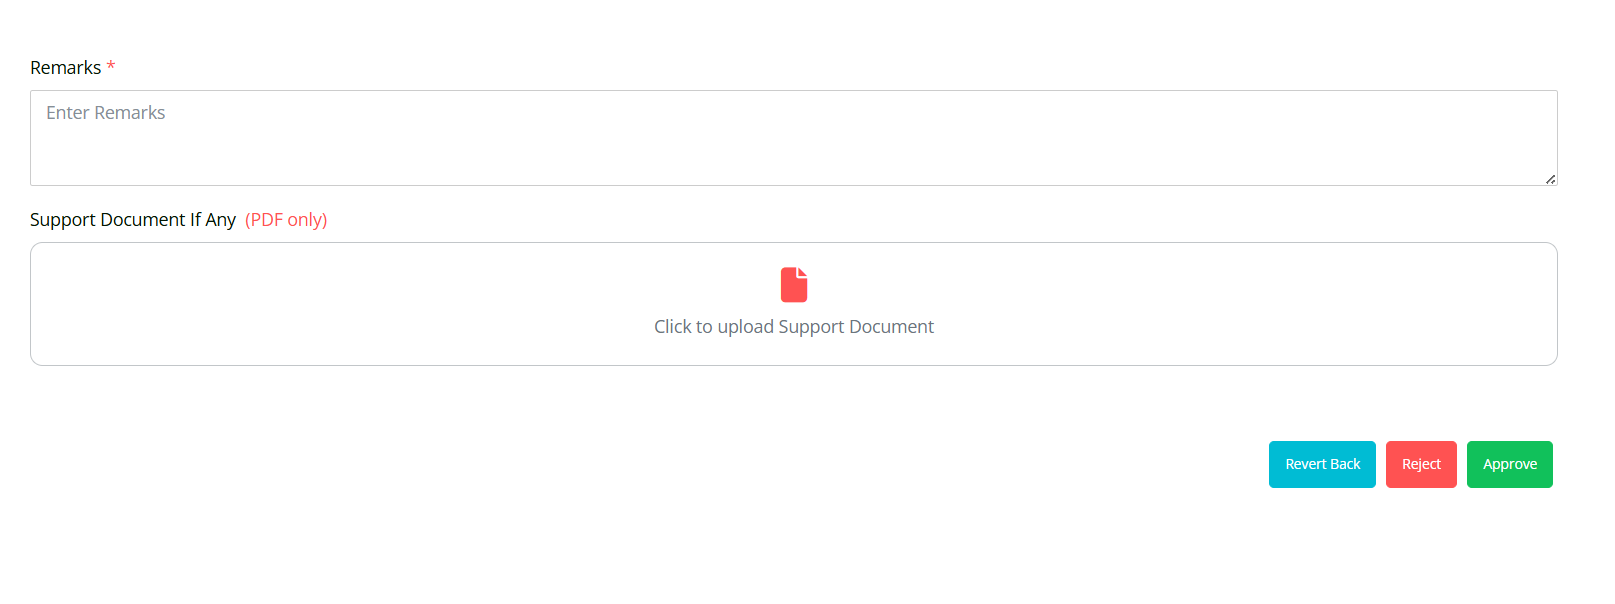 Remarks *
Enter Remarks
Support Document If Any (PDF only)
Click to upload Support Document
Revert Back Reject Approve